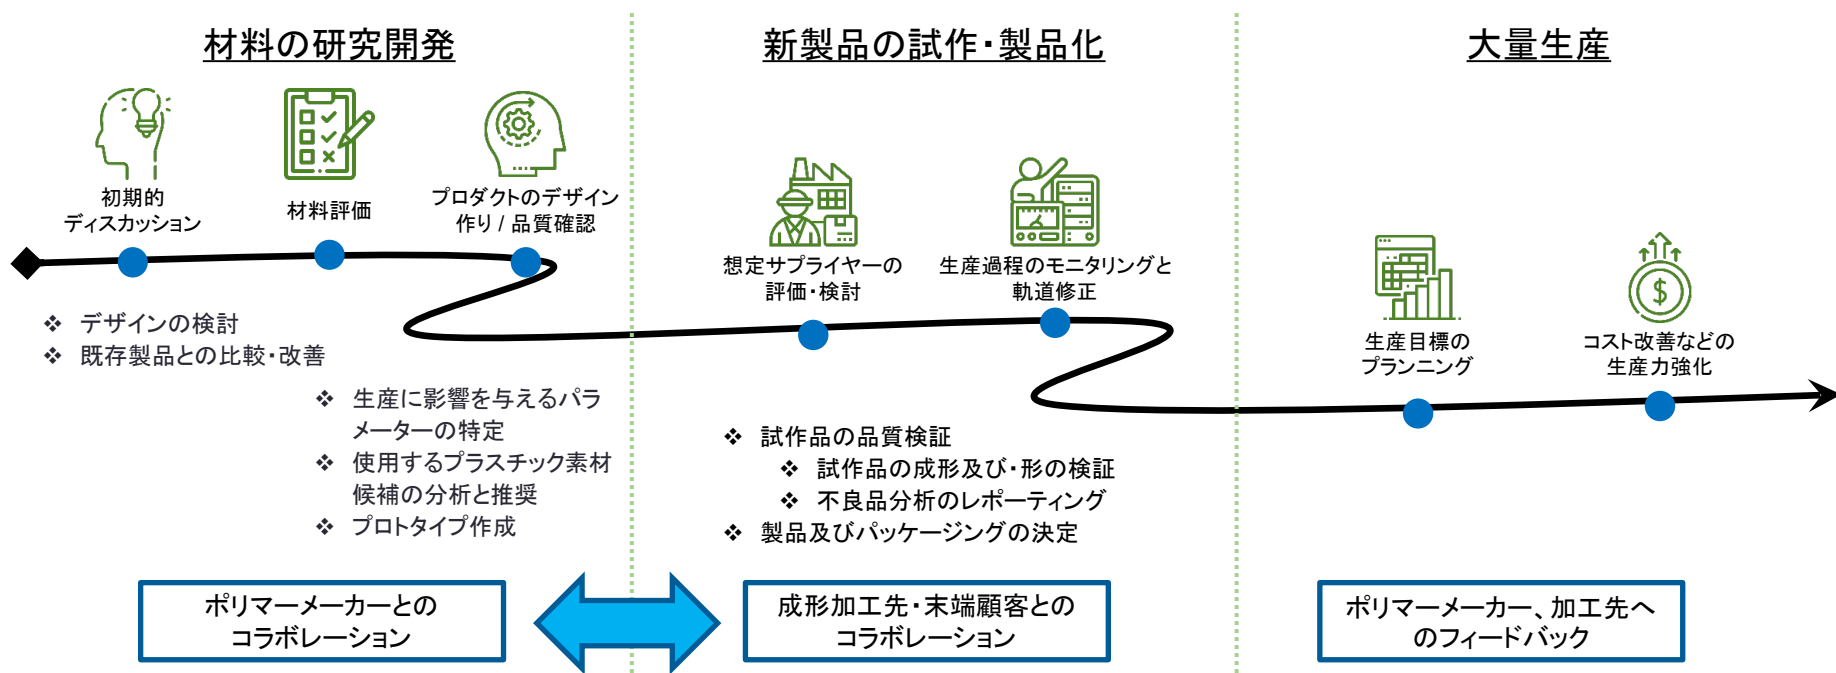 材料の研究開発
新製品の試作・製品化
大量生産
初期的
ディスカッション
材料評価
プロダクトのデザイン
作り / 品質確認
想定サプライヤーの
評価・検討
生産過程のモニタリングと
軌道修正
生産目標の
プランニング
コスト改善などの
生産力強化
❖ デザインの検討
❖ 既存製品との比較・改善
❖ 生産に影響を与えるパラ
メーターの特定
❖ 使用するプラスチック素材
候補の分析と推奨
❖ プロトタイプ作成
❖ 試作品の品質検証
❖ 試作品の成形及び・形の検証
❖ 不良品分析のレポーティング
❖ 製品及びパッケージングの決定
ポリマーメーカーとの
コラボレーション
成形加工先・末端顧客との
コラボレーション
ポリマーメーカー、加工先へ
のフィードバック